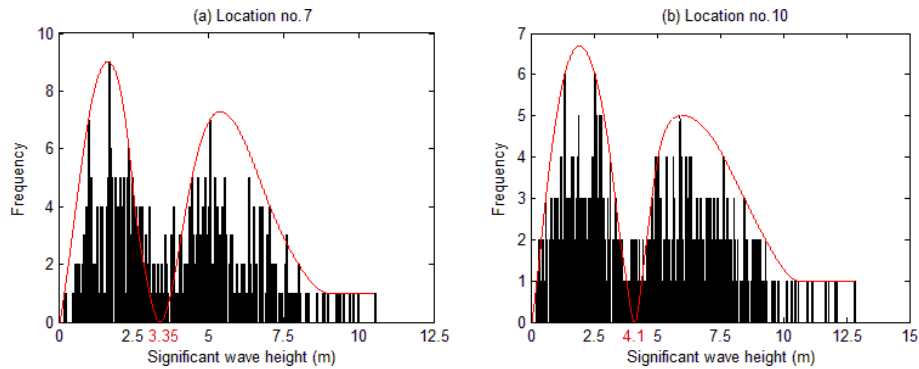 (a) Location no.7
10
8
6
4
2
0
Frequency
0 2.5 3.35 5 7.5 10 12.5
Significant wave height (m)
(b) Location no.10
7
6
5
4
3
2
1
0
Frequency
0 2.5 4.1 5 7.5 10 12.5 15
Significant wave height (m)